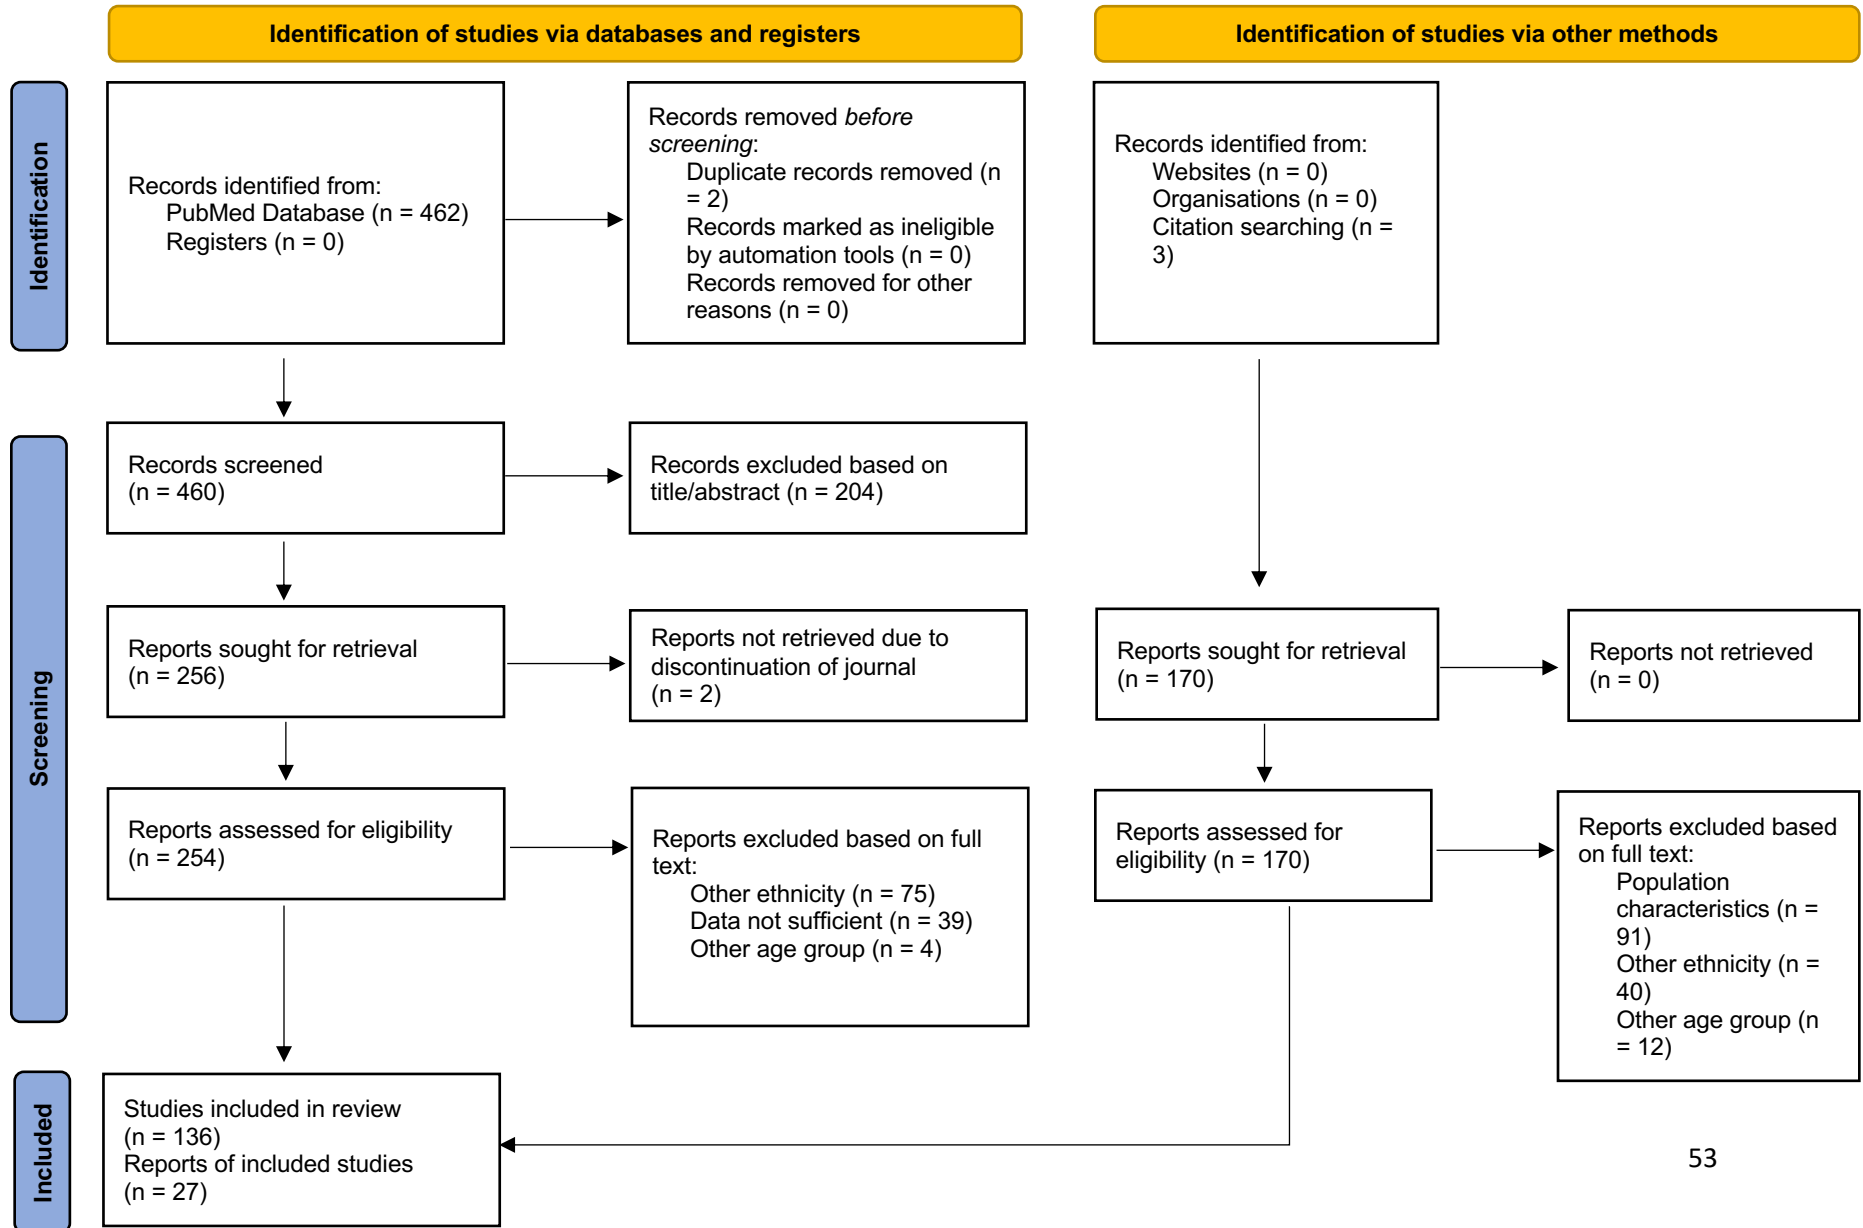 Identification of studies via databases and registers
Identification of studies via other methods
Identification
Records identified from:
PubMed Database (n = 462)
Registers (n = 0)
Records removed before
screening:
Duplicate records removed (n
= 2)
Records marked as ineligible
by automation tools (n = 0)
Records removed for other
reasons (n = 0)
Records identified from:
Websites (n = 0)
Organisations (n = 0)
Citation searching (n =
3)
Screening
Records screened
(n = 460)
Records excluded based on
title/abstract (n = 204)
Reports sought for retrieval
(n = 256)
Reports not retrieved due to
discontinuation of journal
(n = 2)
Reports sought for retrieval
(n = 170)
Reports not retrieved
(n = 0)
Reports assessed for eligibility
(n = 254)
Reports excluded based on full
text:
Other ethnicity (n = 75)
Data not sufficient (n = 39)
Other age group (n = 4)
Reports assessed for
eligibility (n = 170)
Reports excluded based
on full text:
Population
characteristics (n =
91)
Other ethnicity (n =
40)
Other age group (n
= 12)
Included
Studies included in review
(n = 136)
Reports of included studies
(n = 27)
53